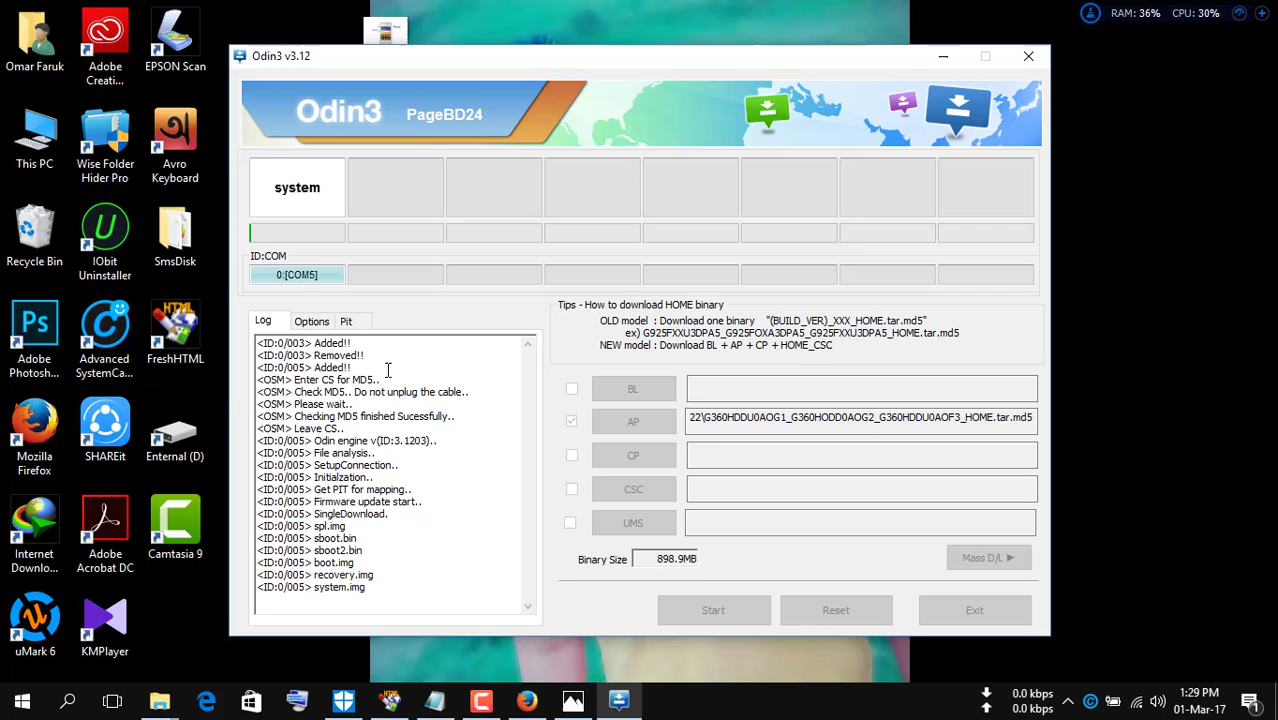 RAM: 36% CPU: 30%
Omar Faruk
Adobe
Creati...
EPSON Scan
This PC
Wise Folder
Hider Pro
Avro
Keyboard
Recycle Bin
IObit
Uninstaller
SmsDisk
Adobe
Photosh...
Advanced
SystemCa...
FreshHTML
Mozilla
Firefox
SHAREit
Enternal (D)
Internet
Downlo...
Adobe
Acrobat DC
Camtasia 9
uMark 6
KMPlayer
Odin3 v3.12
Odin3 PageBD24
system
ID:COM
0:[COM5]
Log Options Pit
<ID:0/003> Added!!
<ID:0/003> Removed!!
<ID:0/005> Added!!
<OSM> Enter CS for MD5..
<OSM> Check MD5.. Do not unplug the cable..
<OSM> Please wait..
<OSM> Checking MD5 finished Sucessfully..
<OSM> Leave CS..
<ID:0/005> Odin engine v(ID:3.1203)..
<ID:0/005> File analysis..
<ID:0/005> SetupConnection..
<ID:0/005> Initialzation..
<ID:0/005> Get PIT for mapping..
<ID:0/005> Firmware update start..
<ID:0/005> SingleDownload.
<ID:0/005> spl.img
<ID:0/005> sboot.bin
<ID:0/005> sboot2.bin
<ID:0/005> boot.img
<ID:0/005> recovery.img
<ID:0/005> system.img
Tips - How to download HOME binary
OLD model : Download one binary "(BUILD_VER)_XXX_HOME.tar.md5"
ex) G925FXXU3DPA5_G925FOXA3DPA5_G925FXXU3DPA5_HOME.tar.md5
NEW model : Download BL + AP + CP + HOME_CSC
BL
AP 22\G360HDDU0AOG1_G360HODD0AOG2_G360HDDU0AOF3_HOME.tar.md5
CP
CSC
UMS
Binary Size 898.9MB Mass D/L ▶
Start Reset Exit
0.0 kbps
0.0 kbps
1:29 PM
01-Mar-17
1